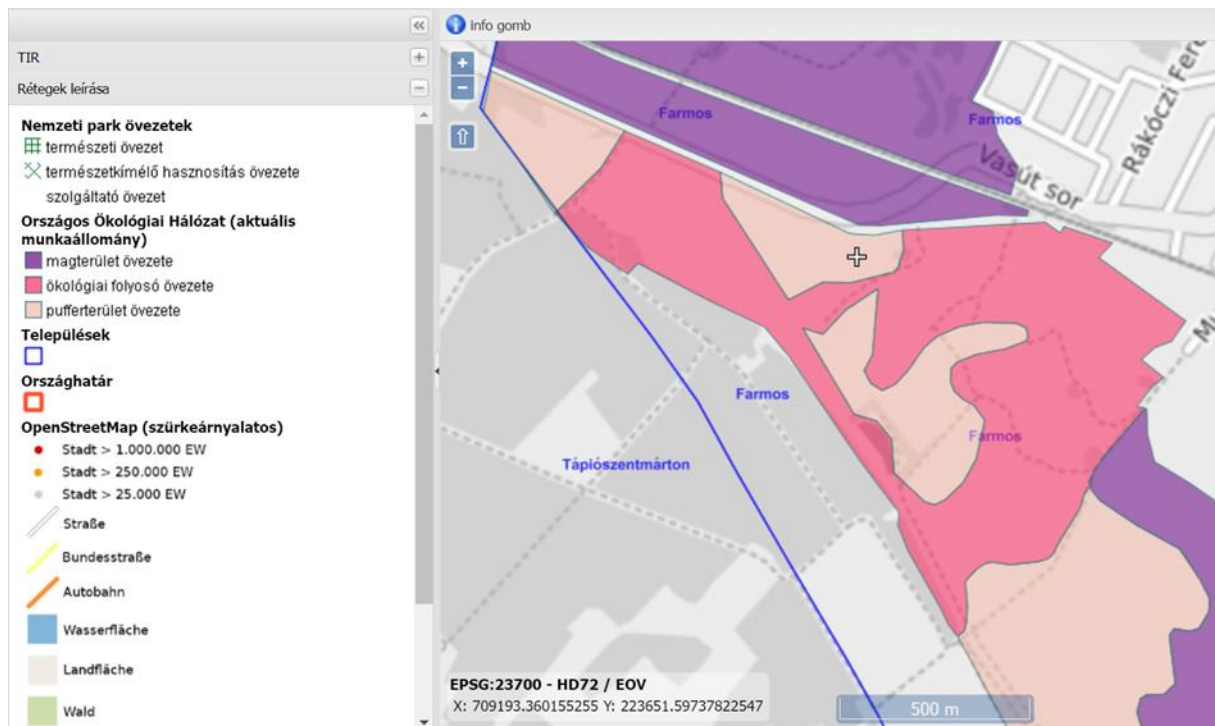 info gomb
TIR
Rétegek leírása
Nemzeti park övezetek
természeti övezet
természetkímélő hasznosítás övezete
szolgáltató övezet
Országos Ökológiai Hálózat (aktuális
munkaállomány)
magterület övezete
ökológiai folyosó övezete
pufferterület övezete
Települések
Országhatár
OpenStreetMap (szürkeárnyalatos)
Stadt > 1.000.000 EW
Stadt > 250.000 EW
Stadt > 25.000 EW
Straße
Bundesstraße
Autobahn
Wasserfläche
Landfläche
Wald
Farmos
Farmos
Rákóczi Fere
Vasút sor
Farmos
Farmos
Tápiószentmárton
EPSG:23700 - HD72 / EOV
X: 709193.360155255 Y: 223651.59737822547
500 m